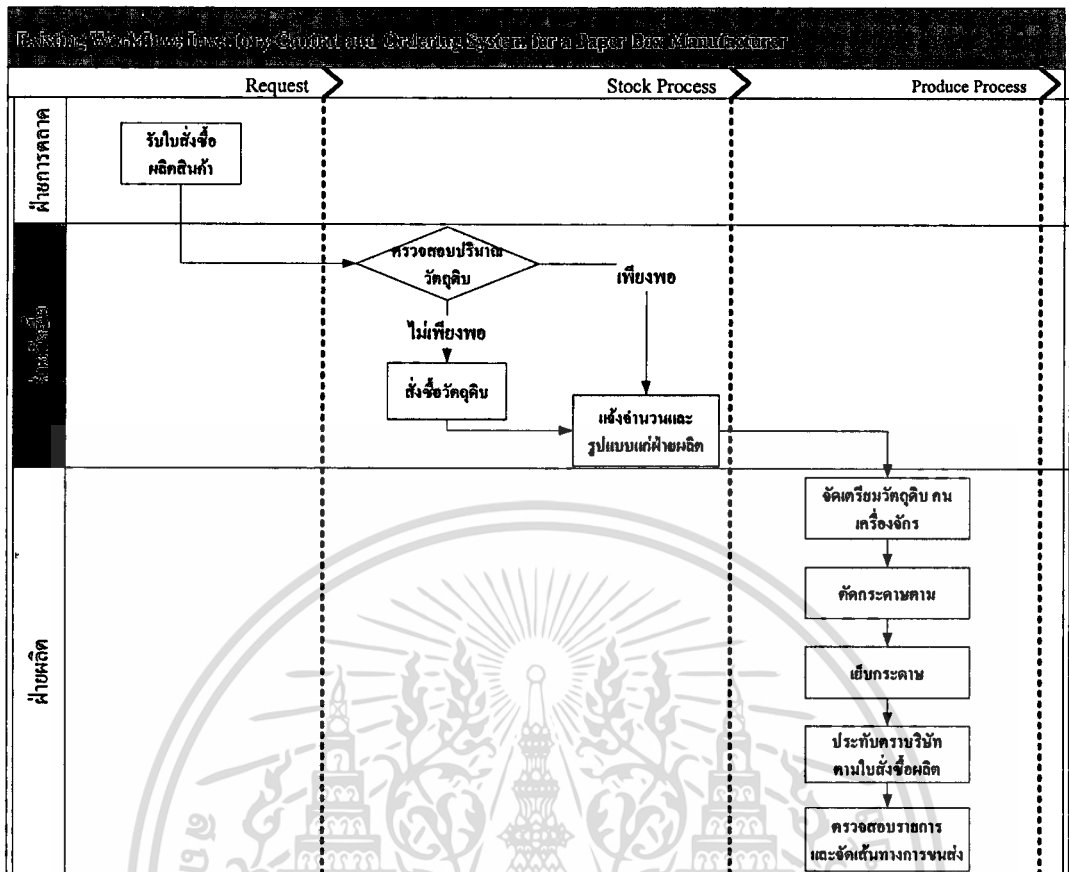 Existing Workflows Inventory Control and Ordering System for a Paper Box Manufacturer
Request
Stock Process
Produce Process
ฝ่ายการตลาด
รับใบสั่งซื้อ
ผลิตสินค้า
ตรวจสอบปริมาณ
วัตถุดิบ
เพียงพอ
ไม่เพียงพอ
สั่งซื้อวัตถุดิบ
แจ้งจำนวนและ
รูปแบบแก่ฝ่ายผลิต
ฝ่ายผลิต
จัดเตรียมวัตถุดิบ คน
เครื่องจักร
ตัดกระดาษตาม
เย็บกระดาษ
ประทับตราบริษัท
ตามใบสั่งซื้อผลิต
ตรวจสอบรายการ
และจัดเส้นทางการขนส่ง